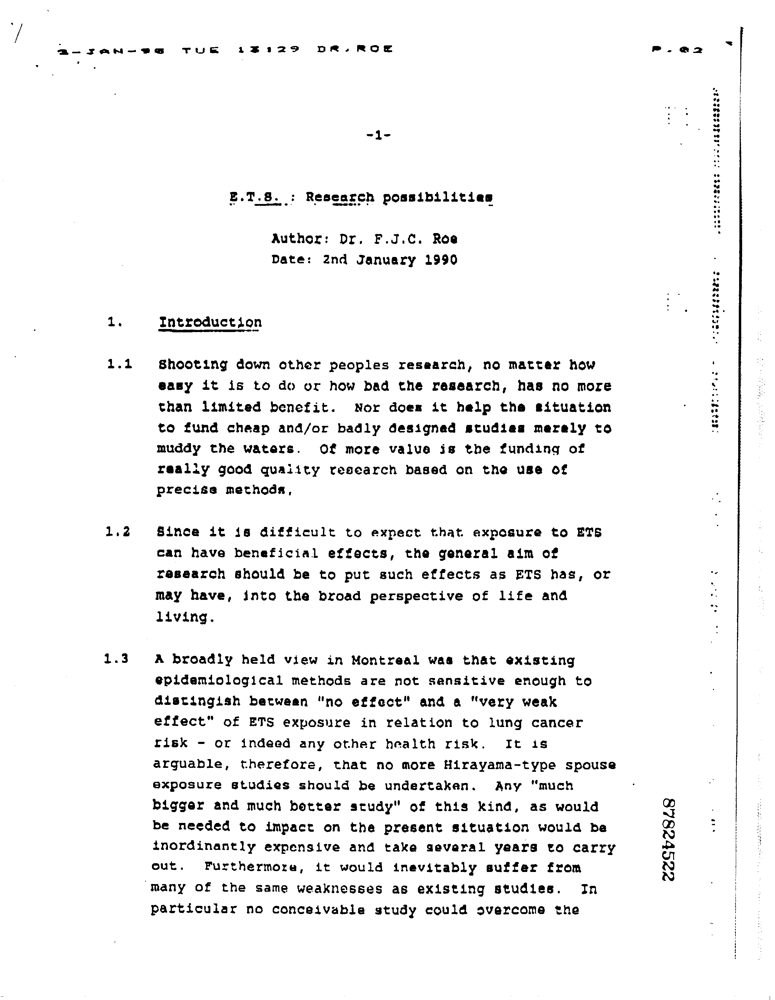 2-JAN-90 TUE 13:29 DR.ROE P.02
-1-
E.T.S. : Research possibilities
Author: Dr. F.J.C. Roe
Date: 2nd January 1990
1. Introduction
1.1 Shooting down other peoples research, no matter how
easy it is to do or how bad the research, has no more
than limited benefit. Nor does it help the situation
to fund cheap and/or badly designed studies merely to
muddy the waters. Of more value is the funding of
really good quality research based on the use of
precise methods,
1.2 Since it is difficult to expect that exposure to ETS
can have beneficial effects, the general aim of
research should be to put such effects as ETS has, or
may have, into the broad perspective of life and
living.
1.3 A broadly held view in Montreal was that existing
epidemiological methods are not sensitive enough to
distingish between "no effect" and a "very weak
effect" of ETS exposure in relation to lung cancer
risk - or indeed any other health risk. It is
arguable, therefore, that no more Hirayama-type spouse
exposure studies should be undertaken. Any "much
bigger and much better study" of this kind, as would
be needed to impact on the present situation would be
inordinantly expensive and take several years to carry
out. Furthermore, it would inevitably suffer from
many of the same weaknesses as existing studies. In
particular no conceivable study could overcome the
87824522